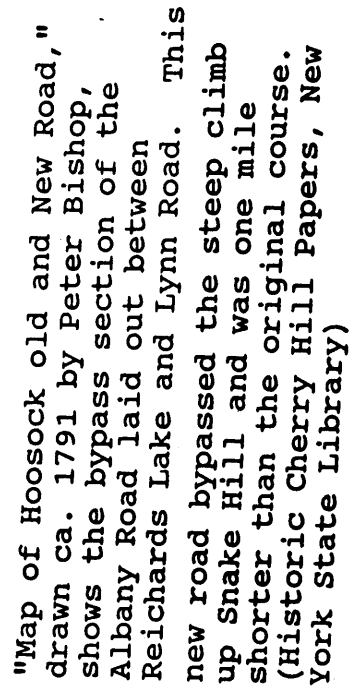 "Map of Hoosock old and New Road,"
drawn ca. 1791 by Peter Bishop,
shows the bypass section of the
Albany Road laid out between
Reichards Lake and Lynn Road. This
new road bypassed the steep climb
up Snake Hill and was one mile
shorter than the original course.
(Historic Cherry Hill Papers, New
York State Library)